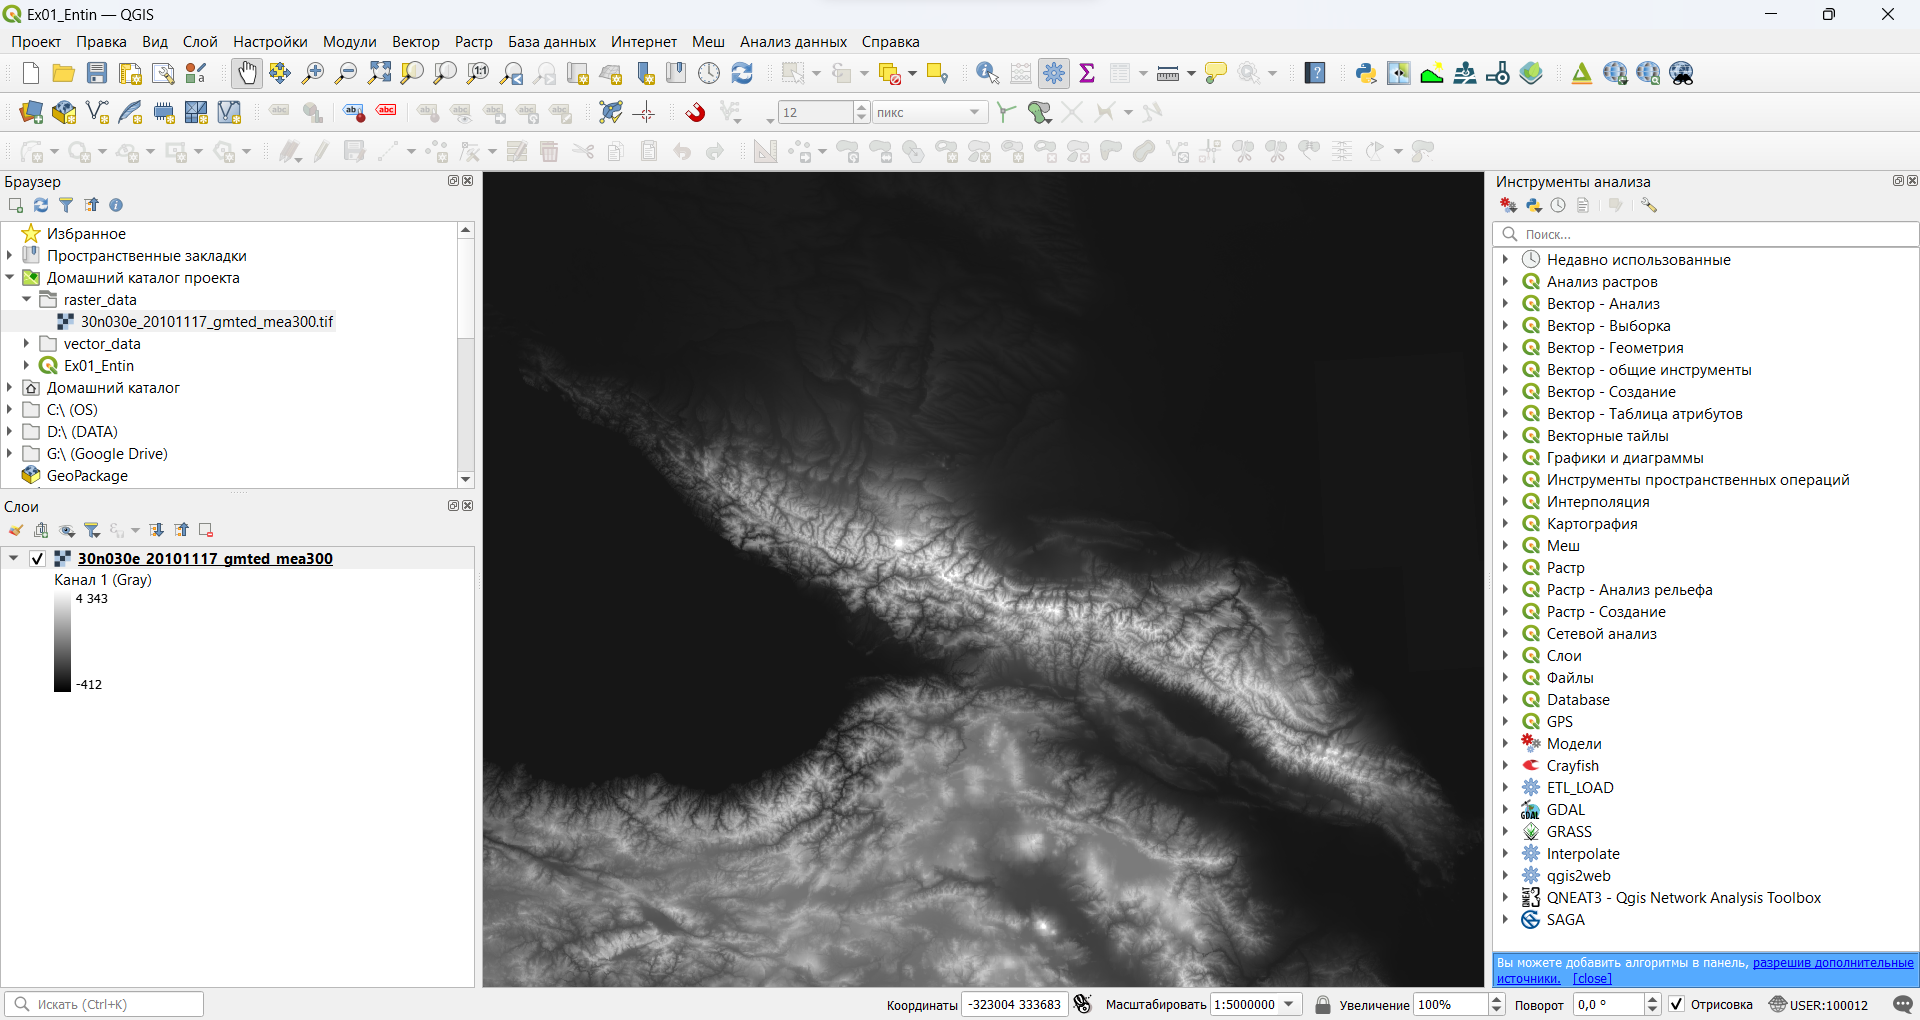 Ex01_Entin — QGIS
Проект Правка Вид Слой Настройки Модули Вектор Растр База данных Интернет Меш Анализ данных Справка
12 пикс
Браузер
Избранное
Пространственные закладки
Домашний каталог проекта
raster_data
30n030e_20101117_gmted_mea300.tif
vector_data
Ex01_Entin
Домашний каталог
C:\ (OS)
D:\ (DATA)
G:\ (Google Drive)
GeoPackage
Слои
30n030e_20101117_gmted_mea300
Канал 1 (Gray)
4 343
-412
Инструменты анализа
Поиск...
Недавно использованные
Анализ растров
Вектор - Анализ
Вектор - Выборка
Вектор - Геометрия
Вектор - общие инструменты
Вектор - Создание
Вектор - Таблица атрибутов
Векторные тайлы
Графики и диаграммы
Инструменты пространственных операций
Интерполяция
Картография
Меш
Растр
Растр - Анализ рельефа
Растр - Создание
Сетевой анализ
Слои
Файлы
Database
GPS
Модели
Crayfish
ETL_LOAD
GDAL
GRASS
Interpolate
qgis2web
QNEAT3 - Qgis Network Analysis Toolbox
SAGA
Вы можете добавить алгоритмы в панель, разрешив дополнительные
источники. [close]
Искать (Ctrl+K) Координаты -323004 333683 Масштабировать 1:5000000 Увеличение 100% Поворот 0,0 ° Отрисовка USER:100012